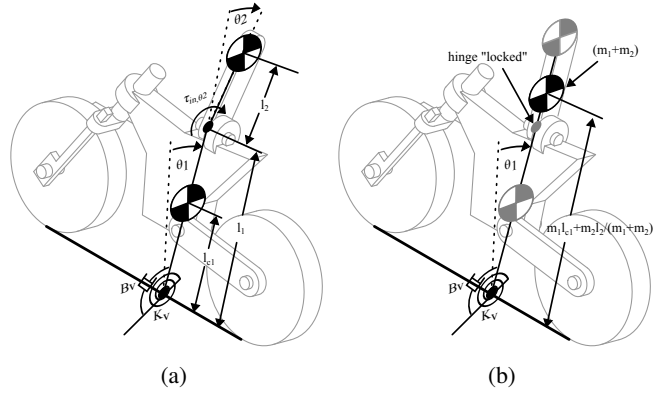 θ2
τin,θ2
l2
θ1
l1
lc1
Bv
Kv
(a)
hinge "locked"
(m1+m2)
θ1
m1lc1+m2l2/(m1+m2)
Bv
Kv
(b)